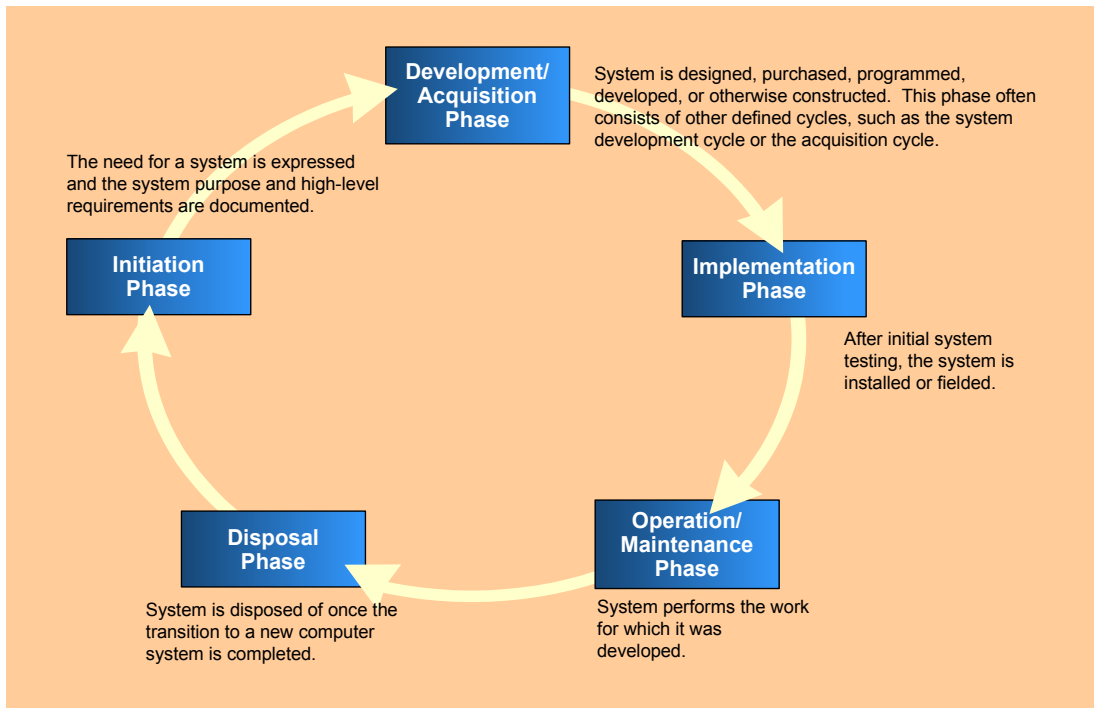 Development/
Acquisition
Phase
System is designed, purchased, programmed,
developed, or otherwise constructed.  This phase often
consists of other defined cycles, such as the system
development cycle or the acquisition cycle.
The need for a system is expressed
and the system purpose and high-level
requirements are documented.
Initiation
Phase
Implementation
Phase
After initial system
testing, the system is
installed or fielded.
Operation/
Maintenance
Phase
System performs the work
for which it was
developed.
Disposal
Phase
System is disposed of once the
transition to a new computer
system is completed.